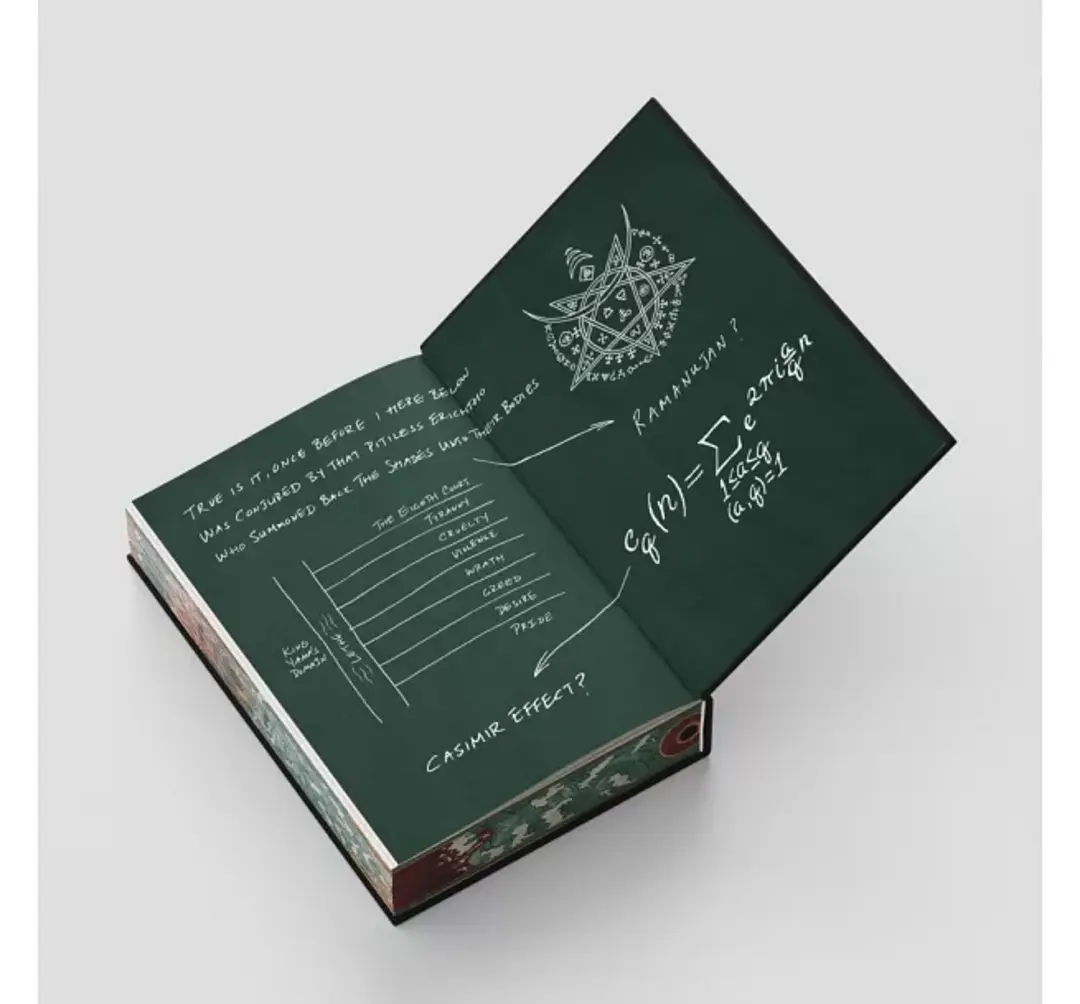 TRUE IS IT, ONCE BEFORE I HERE BELOW
WAS CONJURED BY THAT PITILESS ERICHTHO
WHO SUMMONED BACK THE SHADES UNTO THEIR BODIES
THE EIGHTH COURT
TYRANNY
CRUELTY
VIOLENCE
WRATH
GREED
DESIRE
PRIDE
LETHE
KING
YAMA'S
DOMAIN
CASIMIR EFFECT?
RAMANUJAN?
c_q(n) = Σ e^{2πi a/q n}
1≤a≤q
(a,q)=1